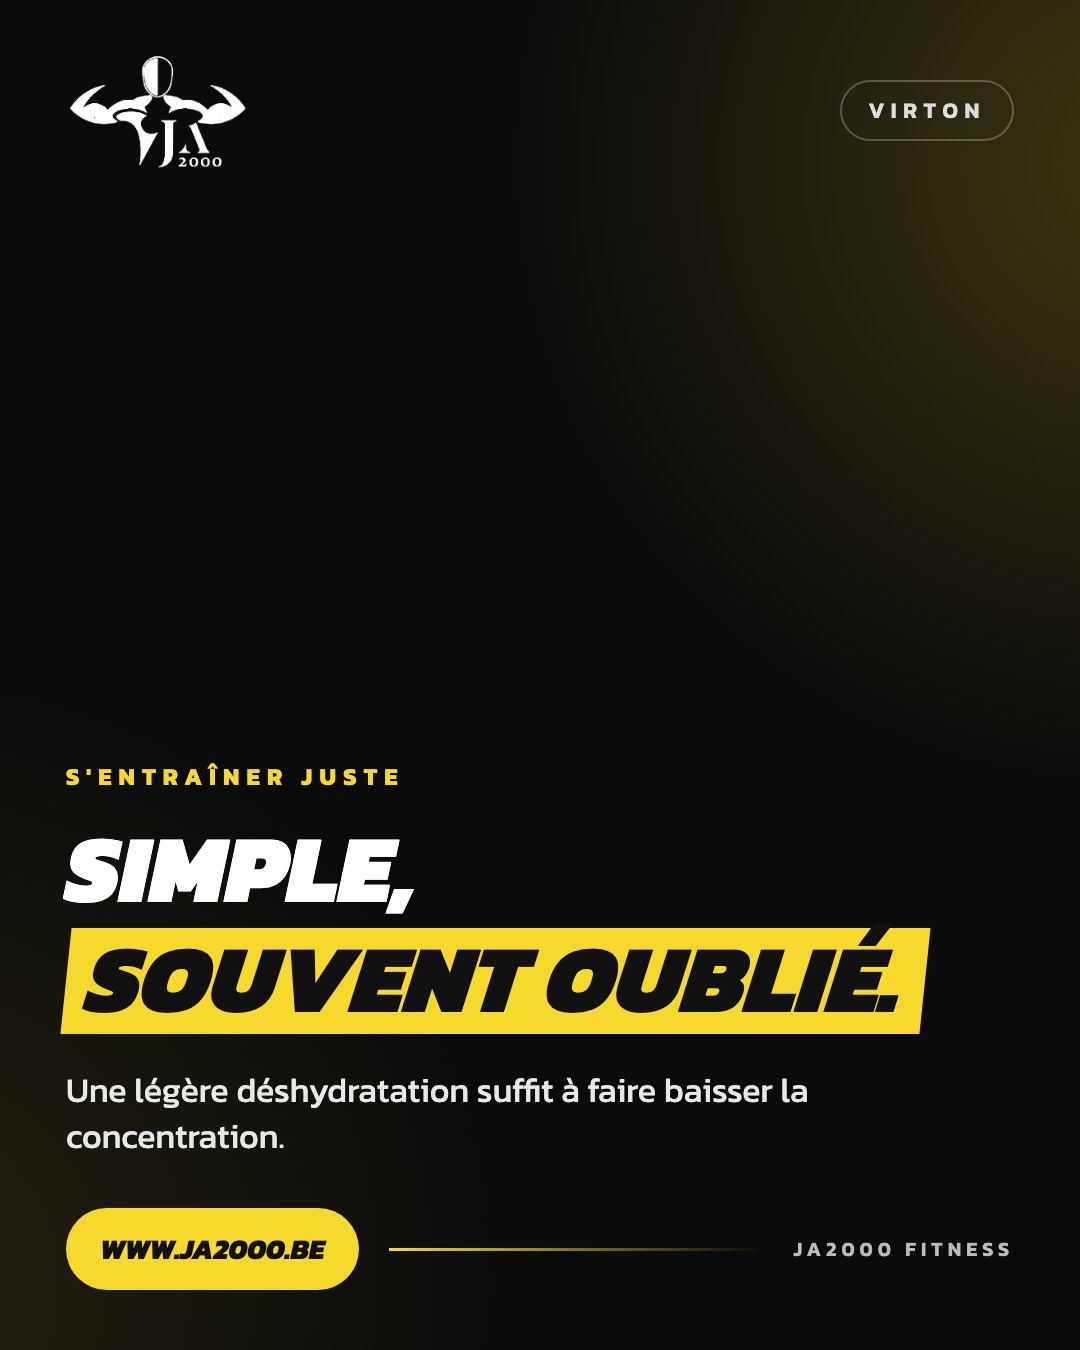 JA
2000
VIRTON
S'ENTRAÎNER JUSTE
SIMPLE,
SOUVENT OUBLIÉ.
Une légère déshydratation suffit à faire baisser la
concentration.
WWW.JA2000.BE
JA2000 FITNESS